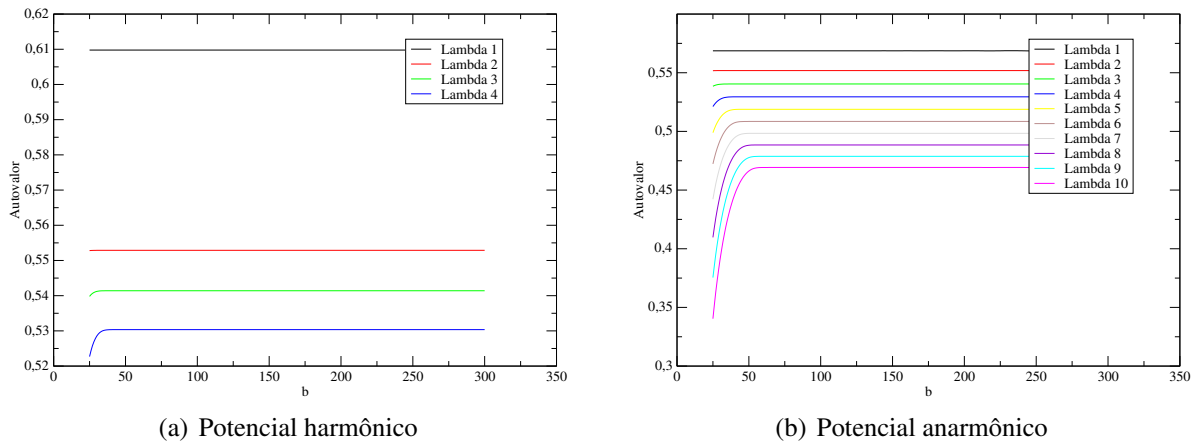 0,62
0,61
0,6
0,59
0,58
0,57
0,56
0,55
0,54
0,53
0,52
Autovalor
0
50
100
150
200
250
300
350
b
Lambda 1
Lambda 2
Lambda 3
Lambda 4
(a) Potencial harmônico
0,55
0,5
0,45
0,4
0,35
0,3
Autovalor
0
50
100
150
200
250
300
350
b
Lambda 1
Lambda 2
Lambda 3
Lambda 4
Lambda 5
Lambda 6
Lambda 7
Lambda 8
Lambda 9
Lambda 10
(b) Potencial anarmônico